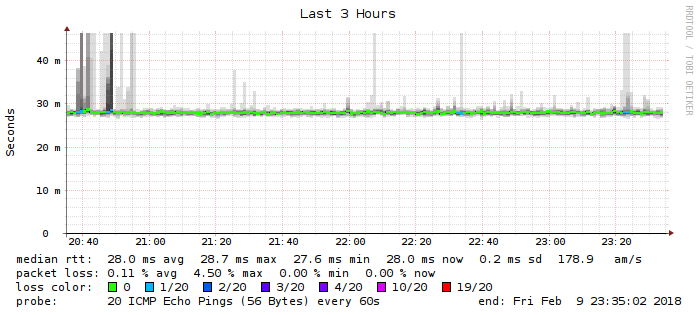 Last 3 Hours
RRDTOOL / TOBI OETIKER
Seconds
40 m
30 m
20 m
10 m
0
20:40 21:00 21:20 21:40 22:00 22:20 22:40 23:00 23:20
median rtt: 28.0 ms avg 28.7 ms max 27.6 ms min 28.0 ms now 0.2 ms sd 178.9 am/s
packet loss: 0.11 % avg 4.50 % max 0.00 % min 0.00 % now
loss color: 0 1/20 2/20 3/20 4/20 10/20 19/20
probe: 20 ICMP Echo Pings (56 Bytes) every 60s end: Fri Feb 9 23:35:02 2018